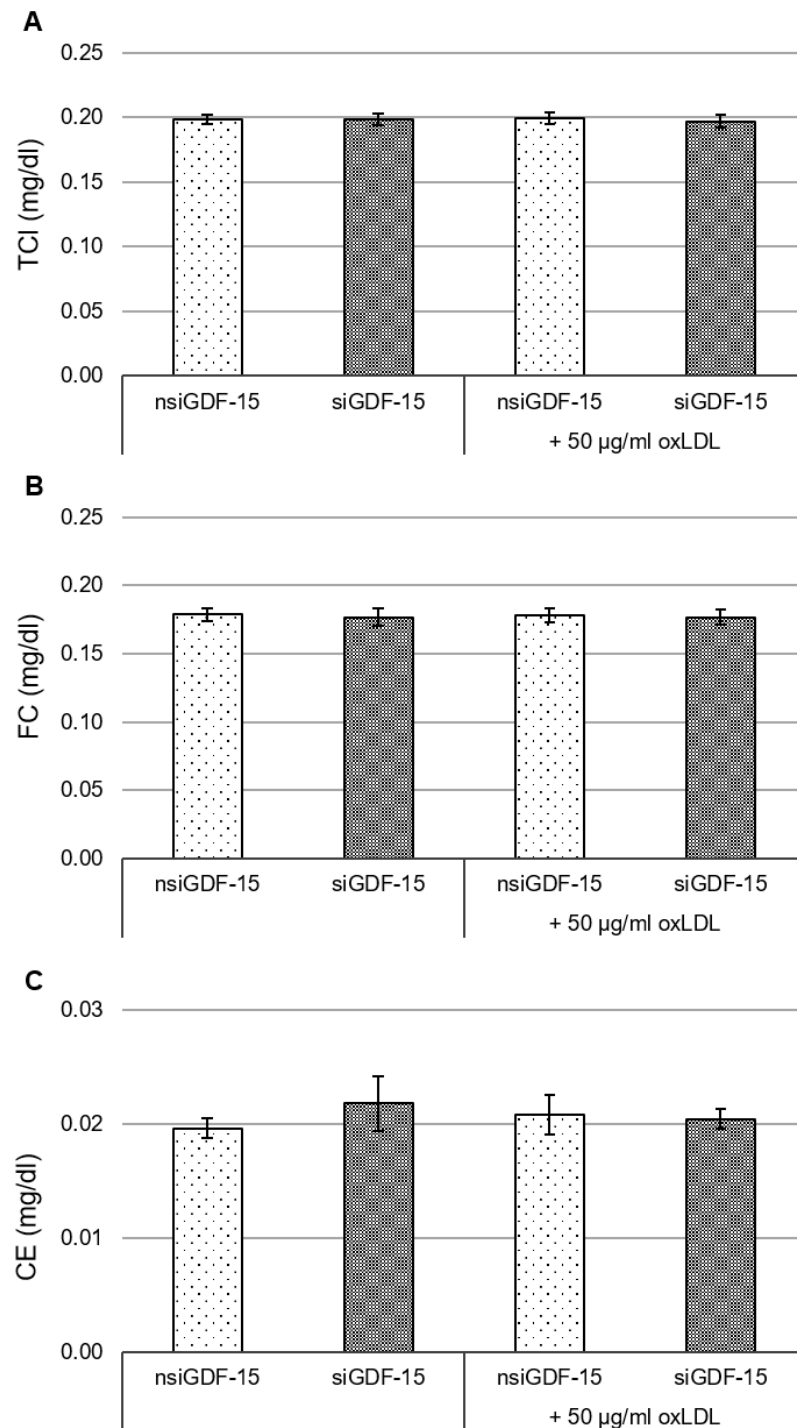 A
0.25
0.20
0.15
0.10
0.05
0.00
TCI (mg/dl)
nsiGDF-15 siGDF-15 nsiGDF-15 siGDF-15
+ 50 µg/ml oxLDL
B
0.25
0.20
0.15
0.10
0.05
0.00
FC (mg/dl)
nsiGDF-15 siGDF-15 nsiGDF-15 siGDF-15
+ 50 µg/ml oxLDL
C
0.03
0.02
0.01
0.00
CE (mg/dl)
nsiGDF-15 siGDF-15 nsiGDF-15 siGDF-15
+ 50 µg/ml oxLDL